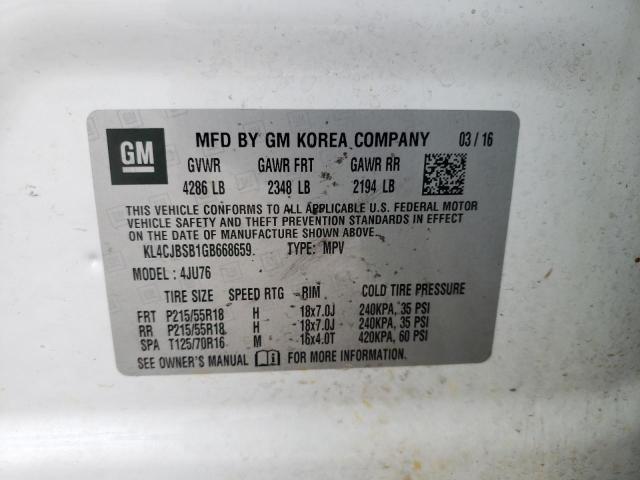 GM MFD BY GM KOREA COMPANY 03/16
GVWR GAWR FRT GAWR RR
4286 LB 2348 LB 2194 LB
THIS VEHICLE CONFORMS TO ALL APPLICABLE U.S. FEDERAL MOTOR
VEHICLE SAFETY AND THEFT PREVENTION STANDARDS IN EFFECT
ON THE DATE OF MANUFACTURE SHOWN ABOVE.
KL4CJBSB1GB668659 TYPE: MPV
MODEL: 4JU76
TIRE SIZE SPEED RTG RIM COLD TIRE PRESSURE
FRT P215/55R18 H 18x7.0J 240KPA, 35 PSI
RR P215/55R18 H 18x7.0J 240KPA, 35 PSI
SPA T125/70R16 M 16x4.0T 420KPA, 60 PSI
SEE OWNER'S MANUAL FOR MORE INFORMATION.